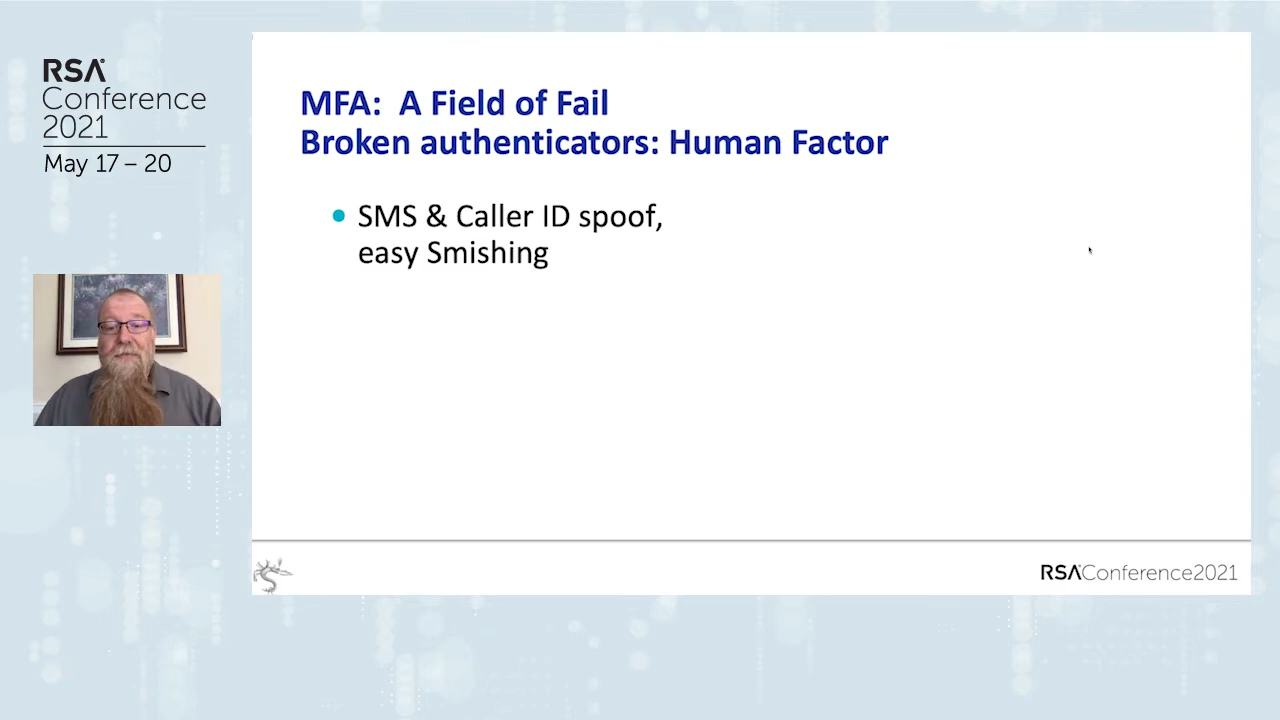 RSA
Conference
2021
May 17 – 20
MFA:  A Field of Fail
Broken authenticators: Human Factor
• SMS & Caller ID spoof,
easy Smishing
RSAConference2021